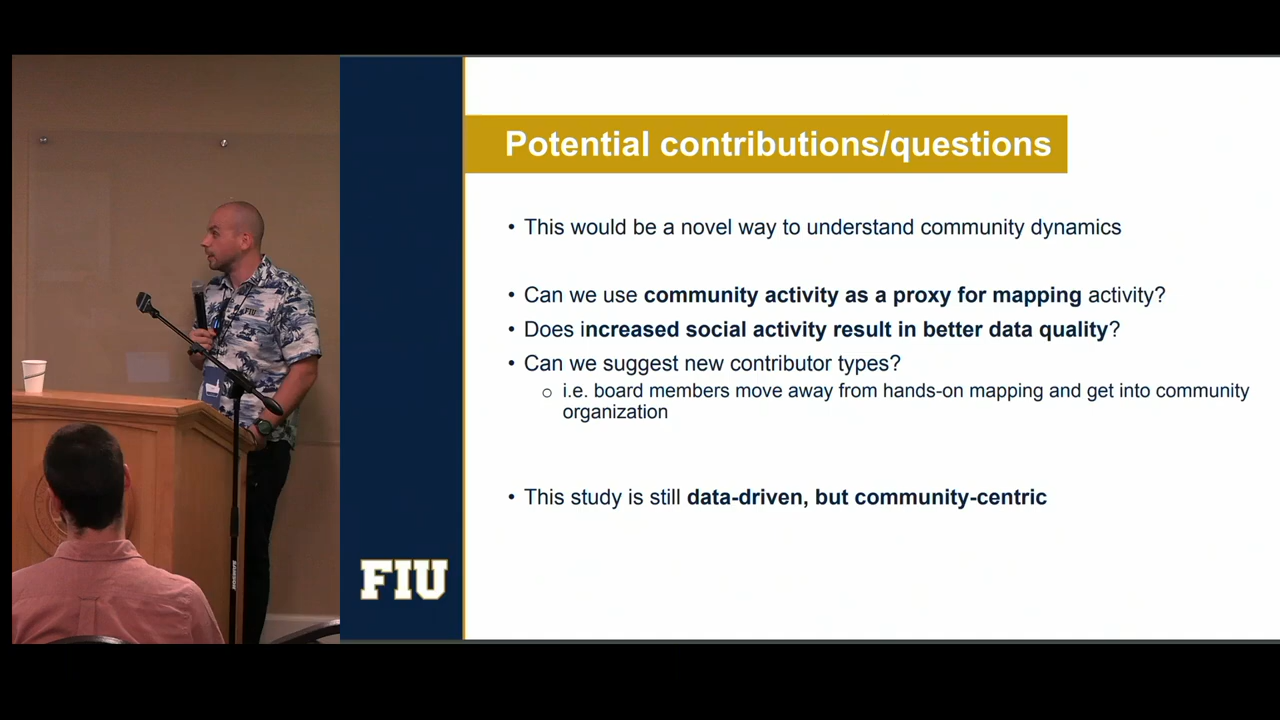 Potential contributions/questions
• This would be a novel way to understand community dynamics
• Can we use community activity as a proxy for mapping activity?
• Does increased social activity result in better data quality?
• Can we suggest new contributor types?
o i.e. board members move away from hands-on mapping and get into community
organization
• This study is still data-driven, but community-centric
FIU
FIU
SAMSON